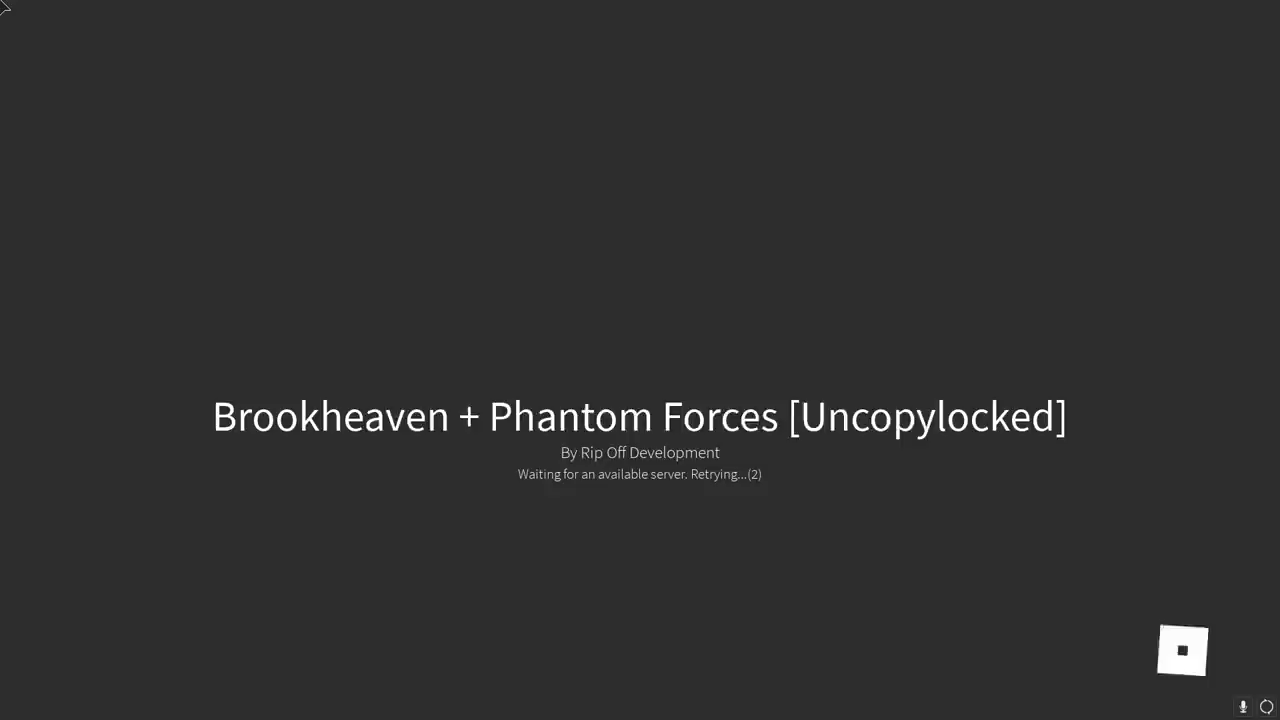 Brookheaven + Phantom Forces [Uncopylocked]
By Rip Off Development
Waiting for an available server. Retrying...(2)